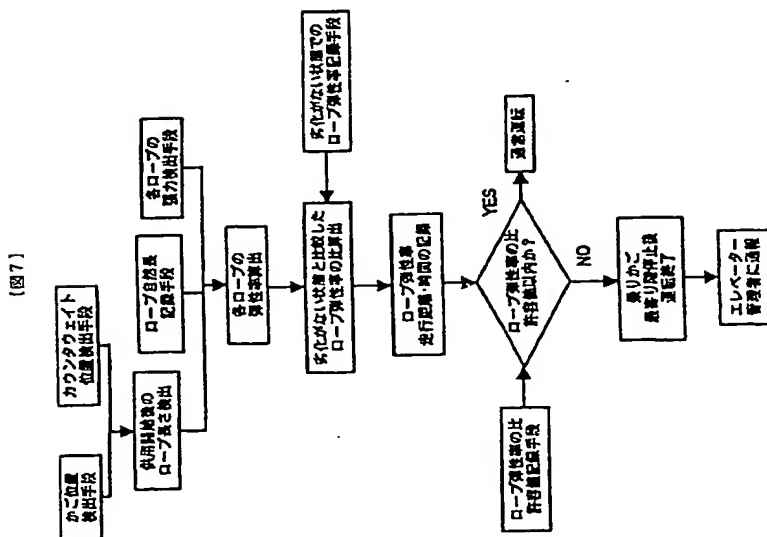 [図7]
かご位置
検出手段
カウンタウェイト
位置検出手段
供用開始後の
ロープ長さ検出
ロープ自然長
記録手段
各ロープの
張力検出手段
各ロープの
弾性率算出
劣化がない状態での
ロープ弾性率記録手段
劣化がない状態と比較した
ロープ弾性率の比算出
ロープ弾性率
走行距離・時間の記録
ロープ弾性率の比
許容値記録手段
ロープ弾性率の比
許容値以内か?
YES
通常運転
NO
乗りかご
最寄り階停止後
運転終了
エレベーター
管理者に通報